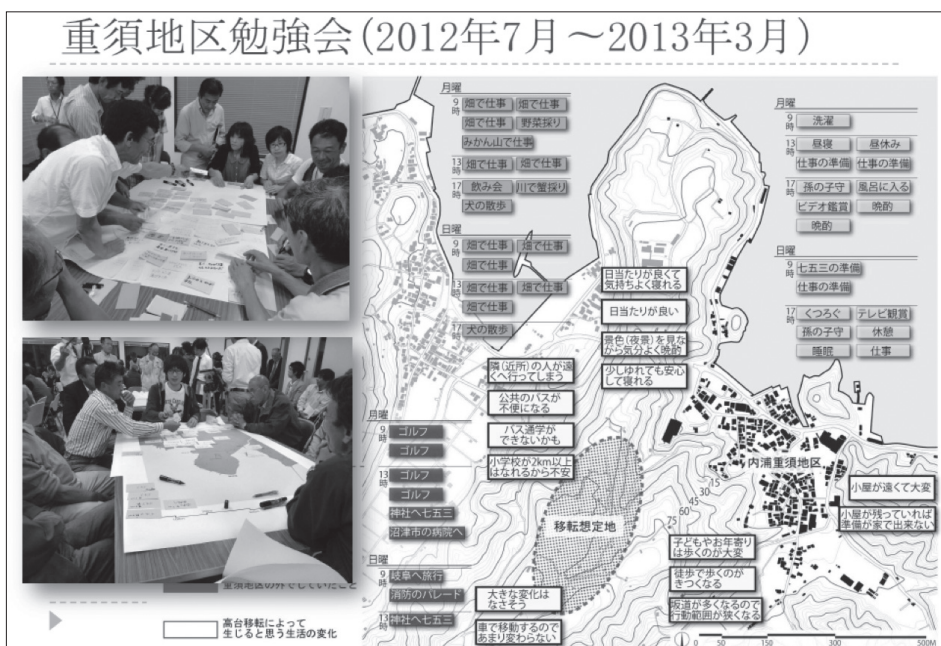 重須地区勉強会(2012年7月～2013年3月)
月曜
9時
畑で仕事 畑で仕事
畑で仕事 野菜採り
みかん山で仕事
13時
畑で仕事 畑で仕事
17時
飲み会 川で蟹採り
犬の散歩
日曜
9時
畑で仕事 畑で仕事
畑で仕事
13時
畑で仕事 畑で仕事
畑で仕事
17時
犬の散歩
月曜
9時
洗濯
13時
昼寝 昼休み
仕事の準備 仕事の準備
17時
孫の子守 風呂に入る
ビデオ鑑賞 晩酌
晩酌
日曜
9時
七五三の準備
仕事の準備
17時
くつろぐ テレビ観賞
孫の子守 休憩
睡眠 仕事
日当たりが良くて
気持ちよく寝れる
日当たりが良い
景色(夜景)を見な
がら気分よく晩酌
少しゆれても安心
して寝れる
隣(近所)の人が遠
くへ行ってしまう
公共のバスが
不便になる
バス通学が
できないかも
小学校が2km以上
はなれるから不安
月曜
9時
ゴルフ
ゴルフ
13時
ゴルフ
ゴルフ
神社へ七五三
沼津市の病院へ
日曜
9時
岐阜へ旅行
消防のパレード
13時
神社へ七五三
移転想定地
内浦重須地区
15
30
45
60
75
小屋が遠くて大変
小屋が残っていれば
準備が家で出来ない
子どもやお年寄り
は歩くのが大変
徒歩で歩くのが
きつくなる
坂道が多くなるので
行動範囲が狭くなる
大きな変化は
なさそう
車で移動するので
あまり変わらない
重須地区の外でしていたこと
高台移転によって
生じると思う生活の変化
0 50 150 300 500M